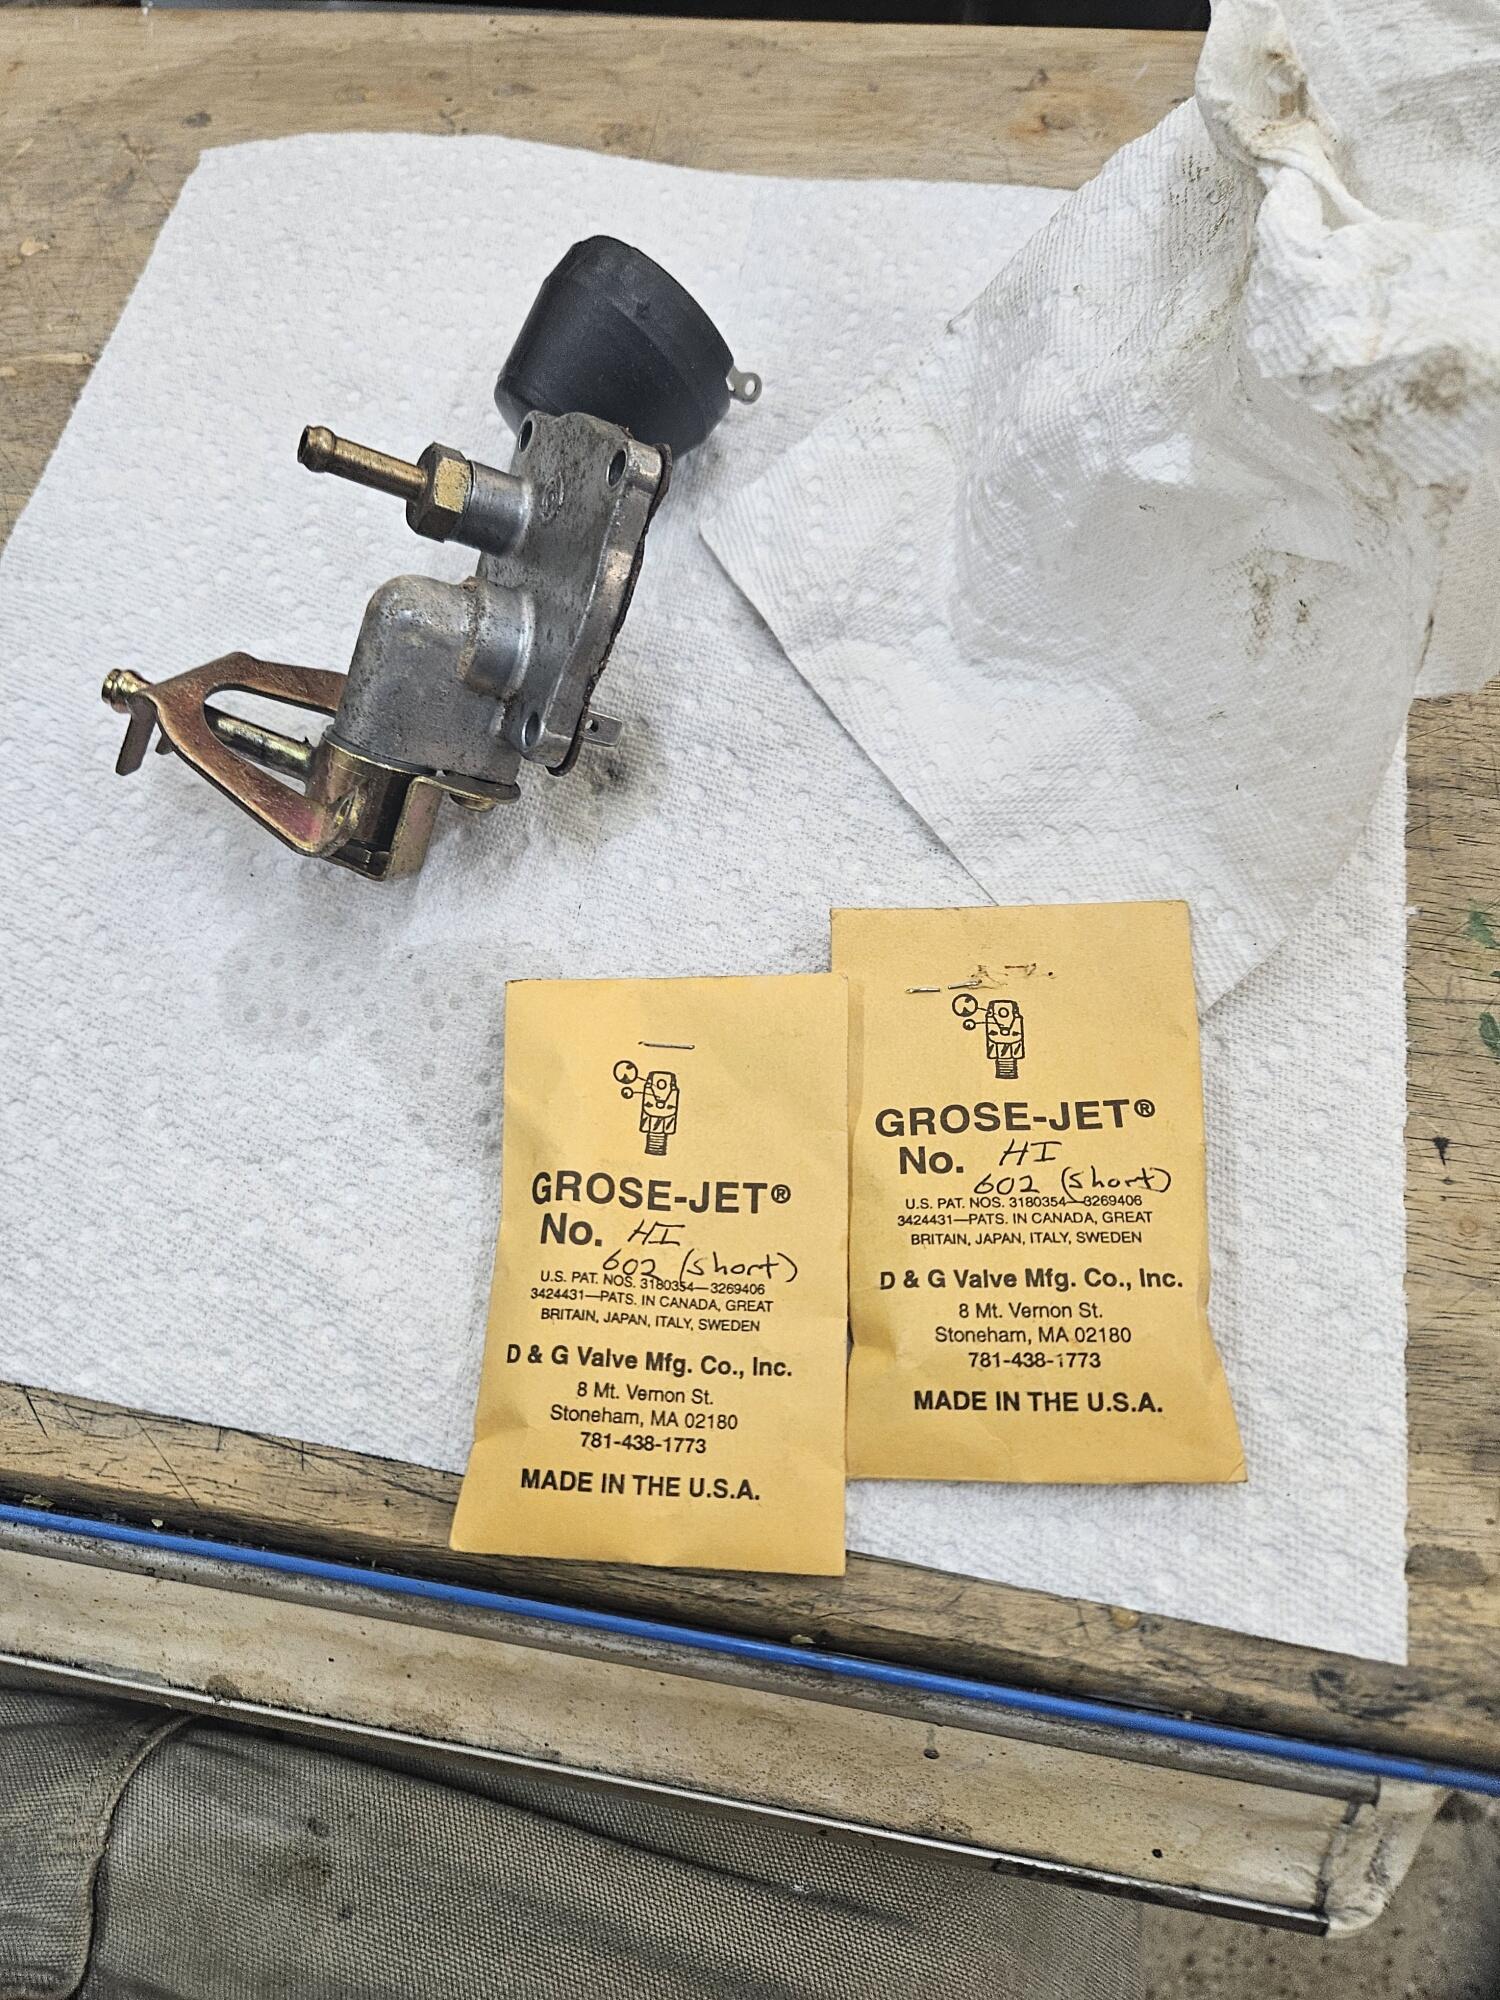 GROSE-JET®
No. HI
602 (short)
U.S. PAT. NOS. 3180354—3269406
3424431—PATS. IN CANADA, GREAT
BRITAIN, JAPAN, ITALY, SWEDEN
D & G Valve Mfg. Co., Inc.
8 Mt. Vernon St.
Stoneham, MA 02180
781-438-1773
MADE IN THE U.S.A.
GROSE-JET®
No. HI
602 (short)
U.S. PAT. NOS. 3180354—3269406
3424431—PATS. IN CANADA, GREAT
BRITAIN, JAPAN, ITALY, SWEDEN
D & G Valve Mfg. Co., Inc.
8 Mt. Vernon St.
Stoneham, MA 02180
781-438-1773
MADE IN THE U.S.A.